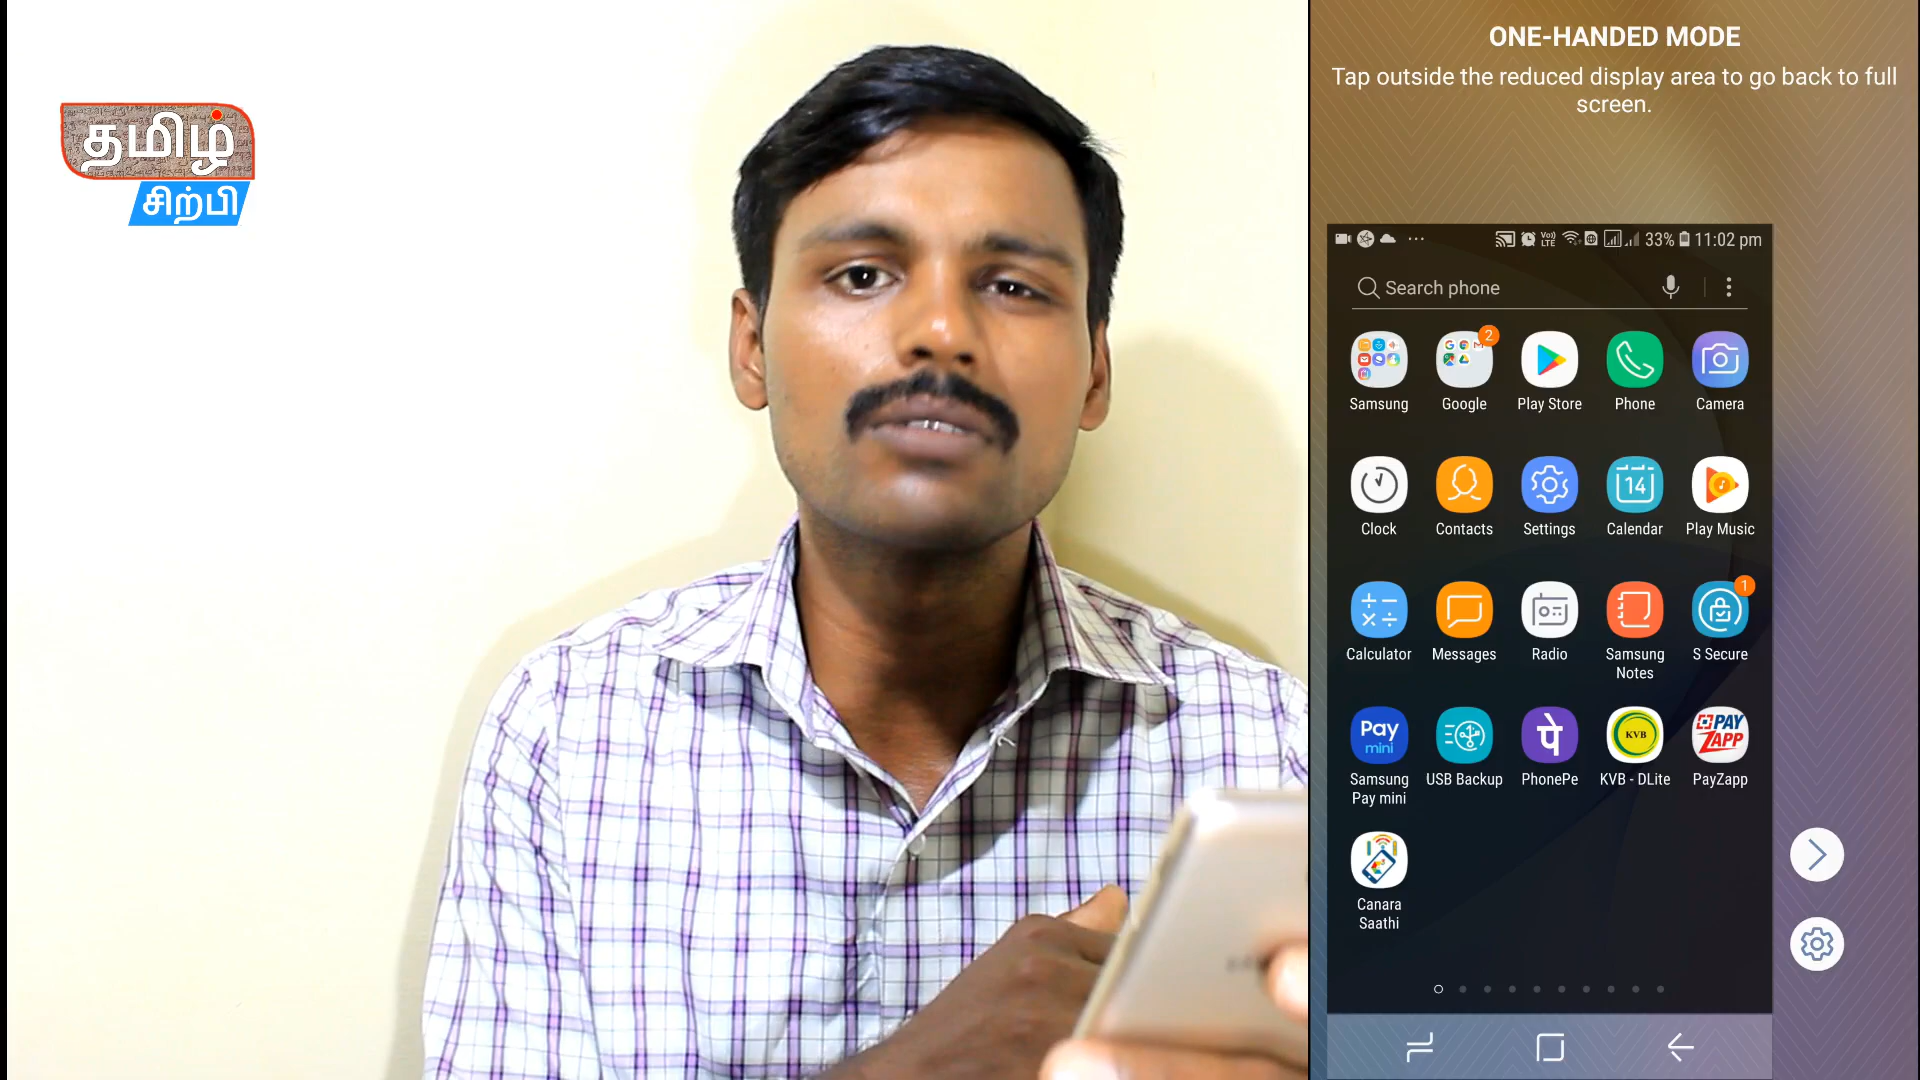 தமிழ்
சிற்பி
ONE-HANDED MODE
Tap outside the reduced display area to go back to full
screen.
33% 11:02 pm
Search phone
2
Samsung Google Play Store Phone Camera
14
Clock Contacts Settings Calendar Play Music
1
Calculator Messages Radio Samsung Notes S Secure
Pay
mini
पे
KVB
PAY
ZAPP
Samsung Pay mini USB Backup PhonePe KVB - DLite PayZapp
Canara
Saathi